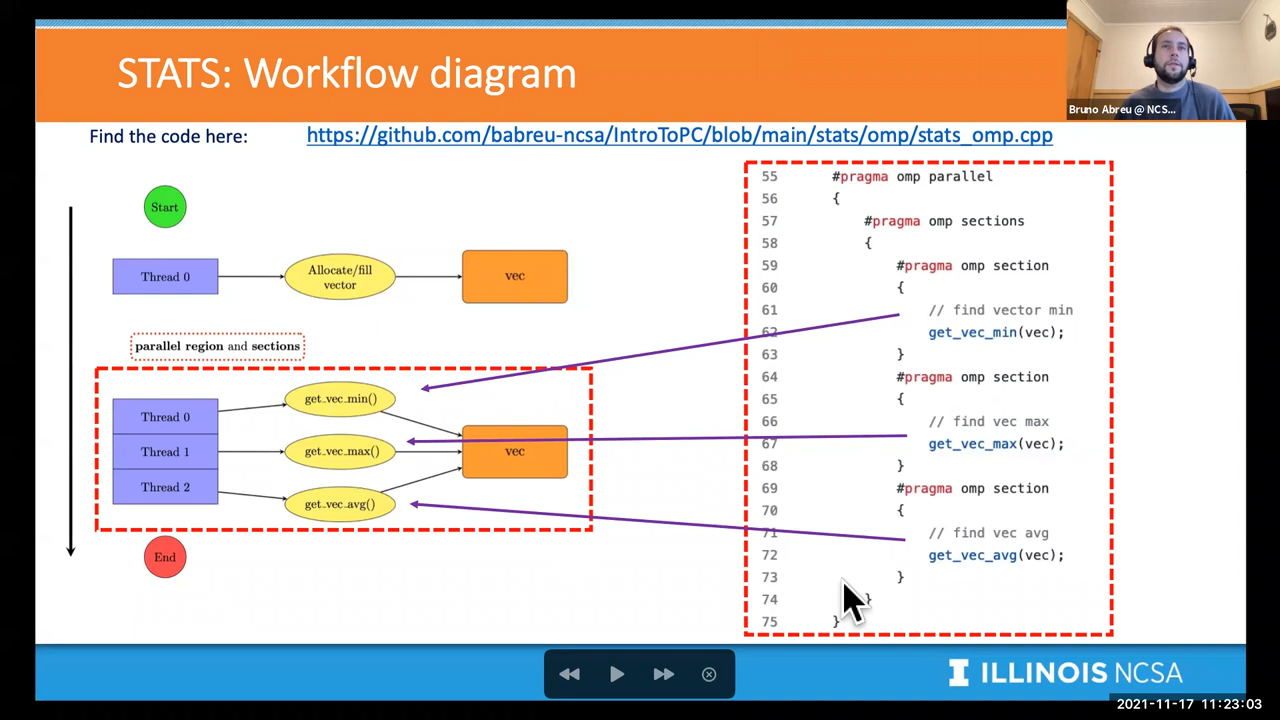 STATS: Workflow diagram
Bruno Abreu @ NCS...
Find the code here:
https://github.com/babreu-ncsa/IntroToPC/blob/main/stats/omp/stats_omp.cpp
Start
Thread 0
Allocate/fill
vector
vec
parallel region and sections
Thread 0
Thread 1
Thread 2
get_vec_min()
get_vec_max()
get_vec_avg()
vec
End
55 #pragma omp parallel
56 {
57 #pragma omp sections
58 {
59 #pragma omp section
60 {
61 // find vector min
62 get_vec_min(vec);
63 }
64 #pragma omp section
65 {
66 // find vec max
67 get_vec_max(vec);
68 }
69 #pragma omp section
70 {
71 // find vec avg
72 get_vec_avg(vec);
73 }
74 }
75 }
ILLINOIS NCSA
2021-11-17 11:23:03